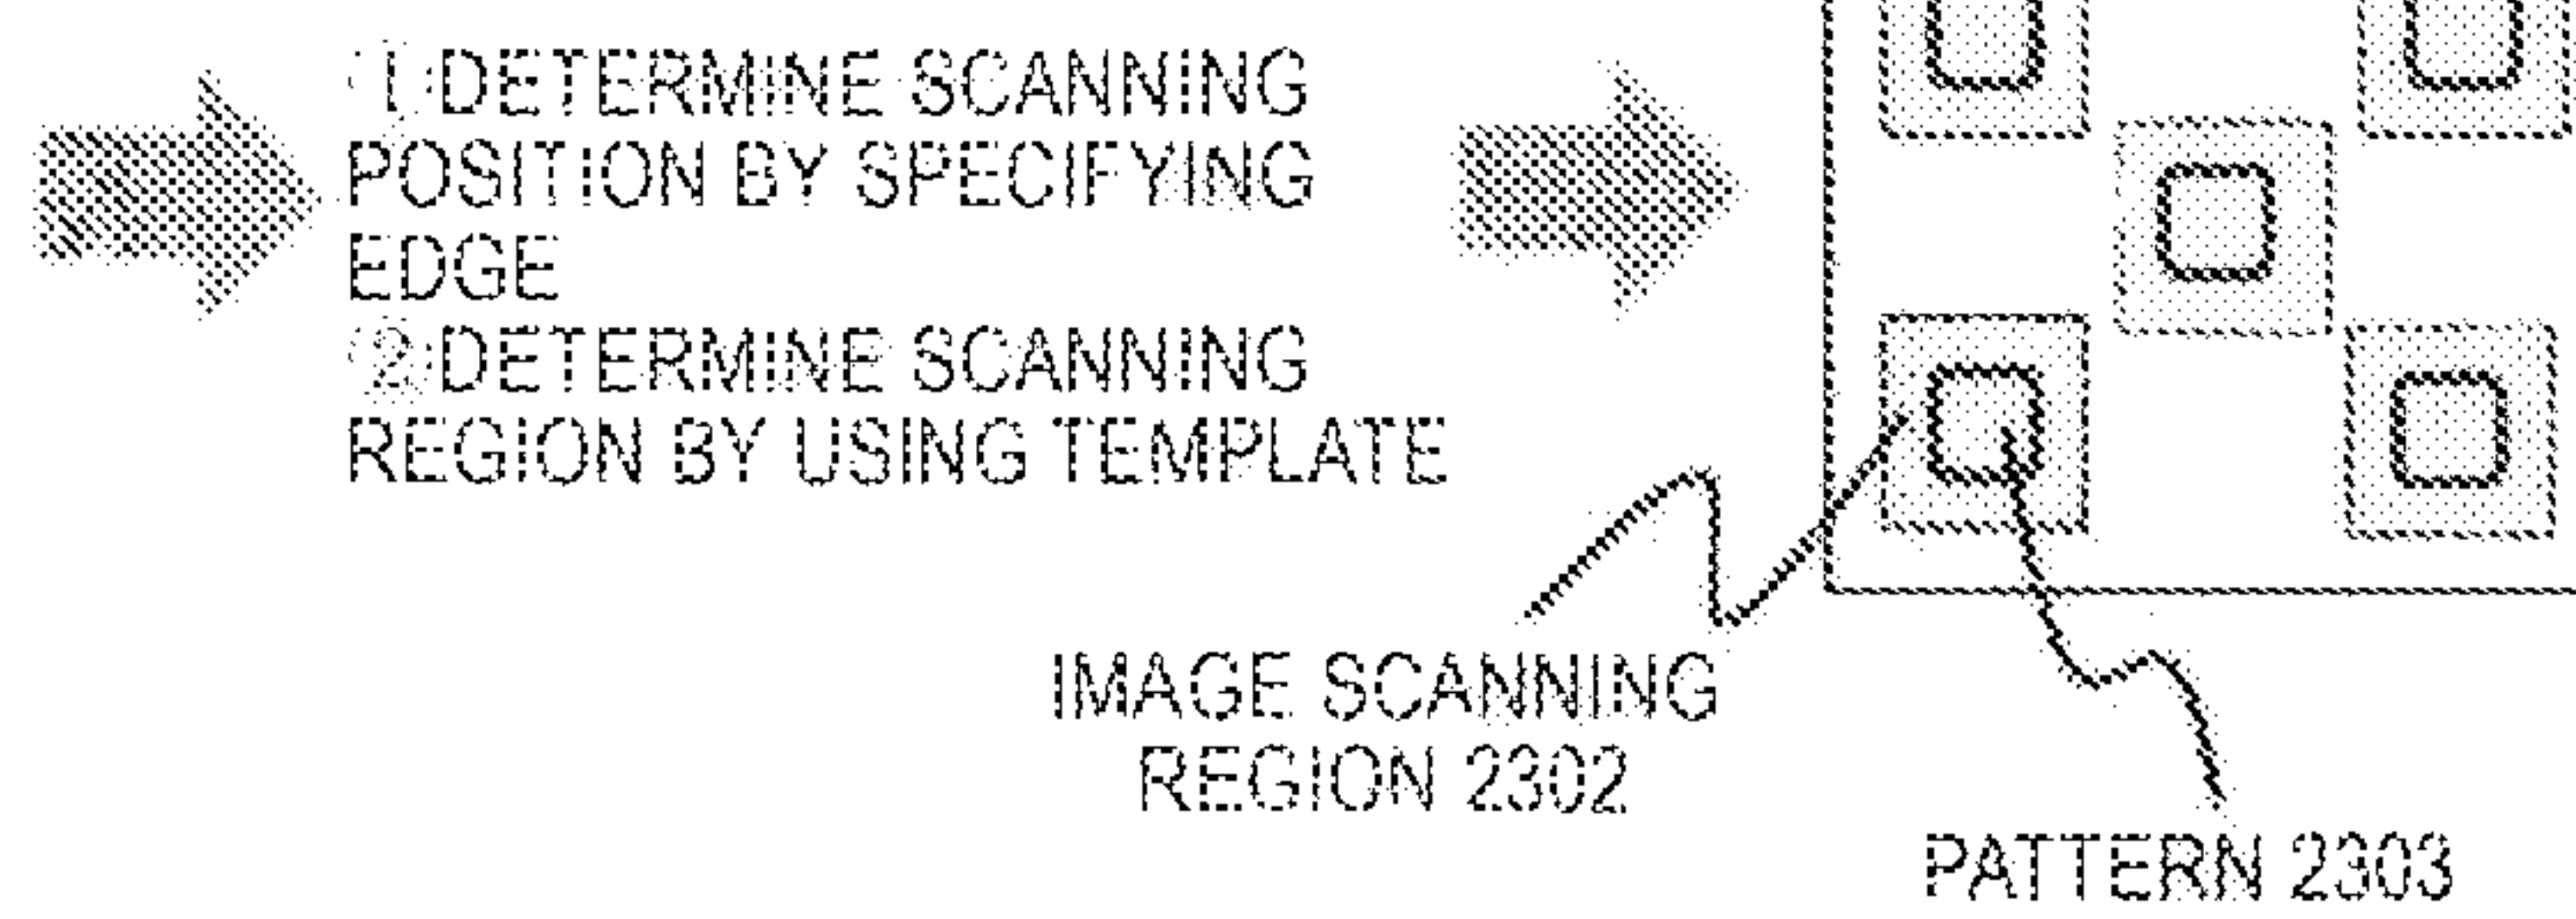 ①DETERMINE SCANNING
POSITION BY SPECIFYING
EDGE
②DETERMINE SCANNING
REGION BY USING TEMPLATE
IMAGE SCANNING
REGION 2302
PATTERN 2303